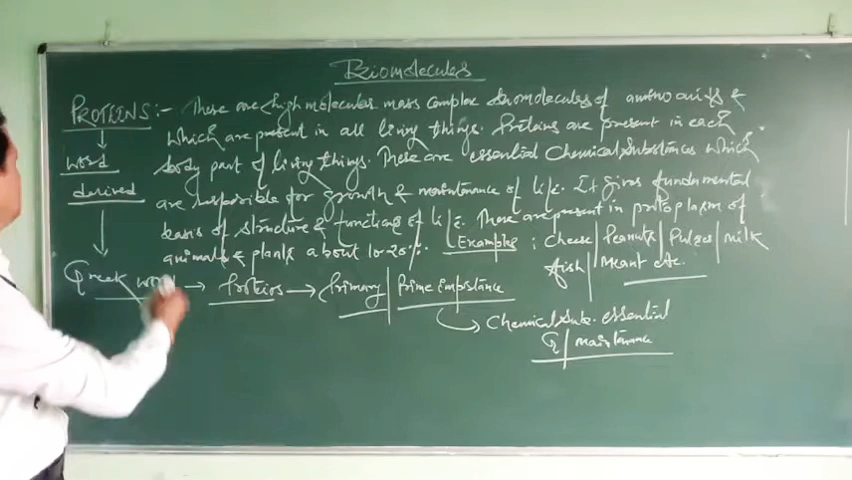 Biomolecules
PROTEINS:- These are high molecular mass complex biomolecules of amino acids &
which are present in all living things. Proteins are present in each
body part of living things. These are essential Chemical Substances which
are responsible for growth & maintenance of life. It gives fundamental
basis of structure & functions of life. These are present in protoplasm of
animals & plants about 10-20%. Examples : Cheese | Peanuts | Pulses | Milk
fish | Meant etc.
word
derived
Greek word → Proteios → Primary | Prime importance
Chemical Sub. essential
G | maintenance